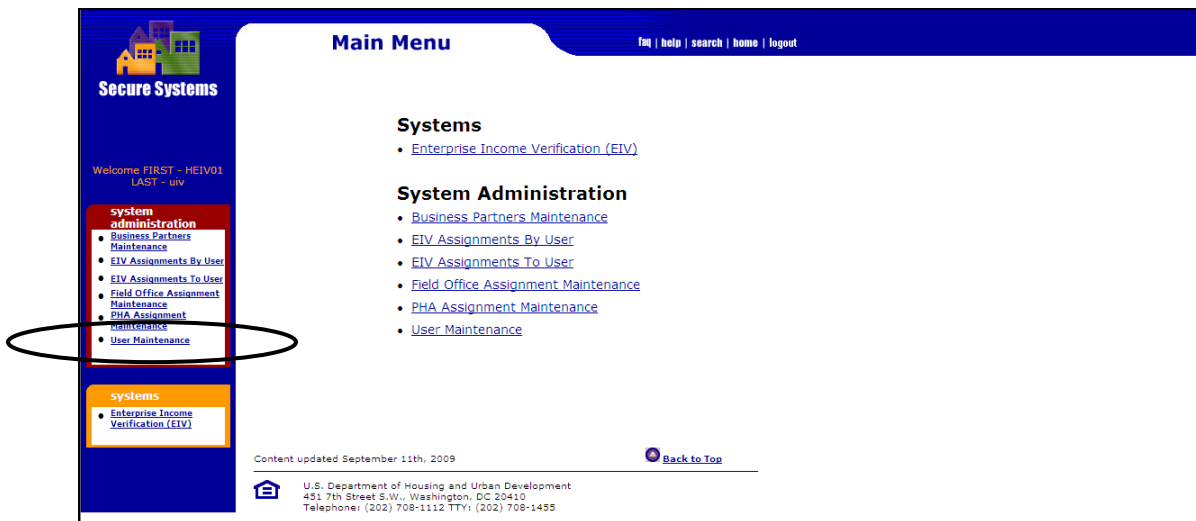 Main Menu
faq | help | search | home | logout
Secure Systems
Welcome FIRST - HEIV01
LAST - uiv
system
administration
Business Partners
Maintenance
EIV Assignments By User
EIV Assignments To User
Field Office Assignment
Maintenance
PHA Assignment
Maintenance
User Maintenance
systems
Enterprise Income
Verification (EIV)
Systems
• Enterprise Income Verification (EIV)
System Administration
• Business Partners Maintenance
• EIV Assignments By User
• EIV Assignments To User
• Field Office Assignment Maintenance
• PHA Assignment Maintenance
• User Maintenance
Content updated September 11th, 2009
Back to Top
U.S. Department of Housing and Urban Development
451 7th Street S.W., Washington, DC 20410
Telephone: (202) 708-1112 TTY: (202) 708-1455